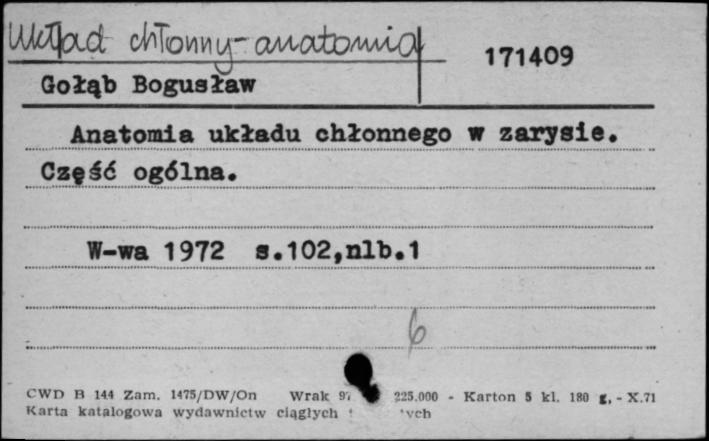 Układ chłonny-anatomia
171409
Gołąb Bogusław
Anatomia układu chłonnego w zarysie.
Część ogólna.
W-wa 1972 s.102,nlb.1
6
CWD B 144 Zam. 1475/DW/On Wrak 225.000 - Karton 5 kl. 180 g, - X.71
Karta katalogowa wydawnictw ciągłych